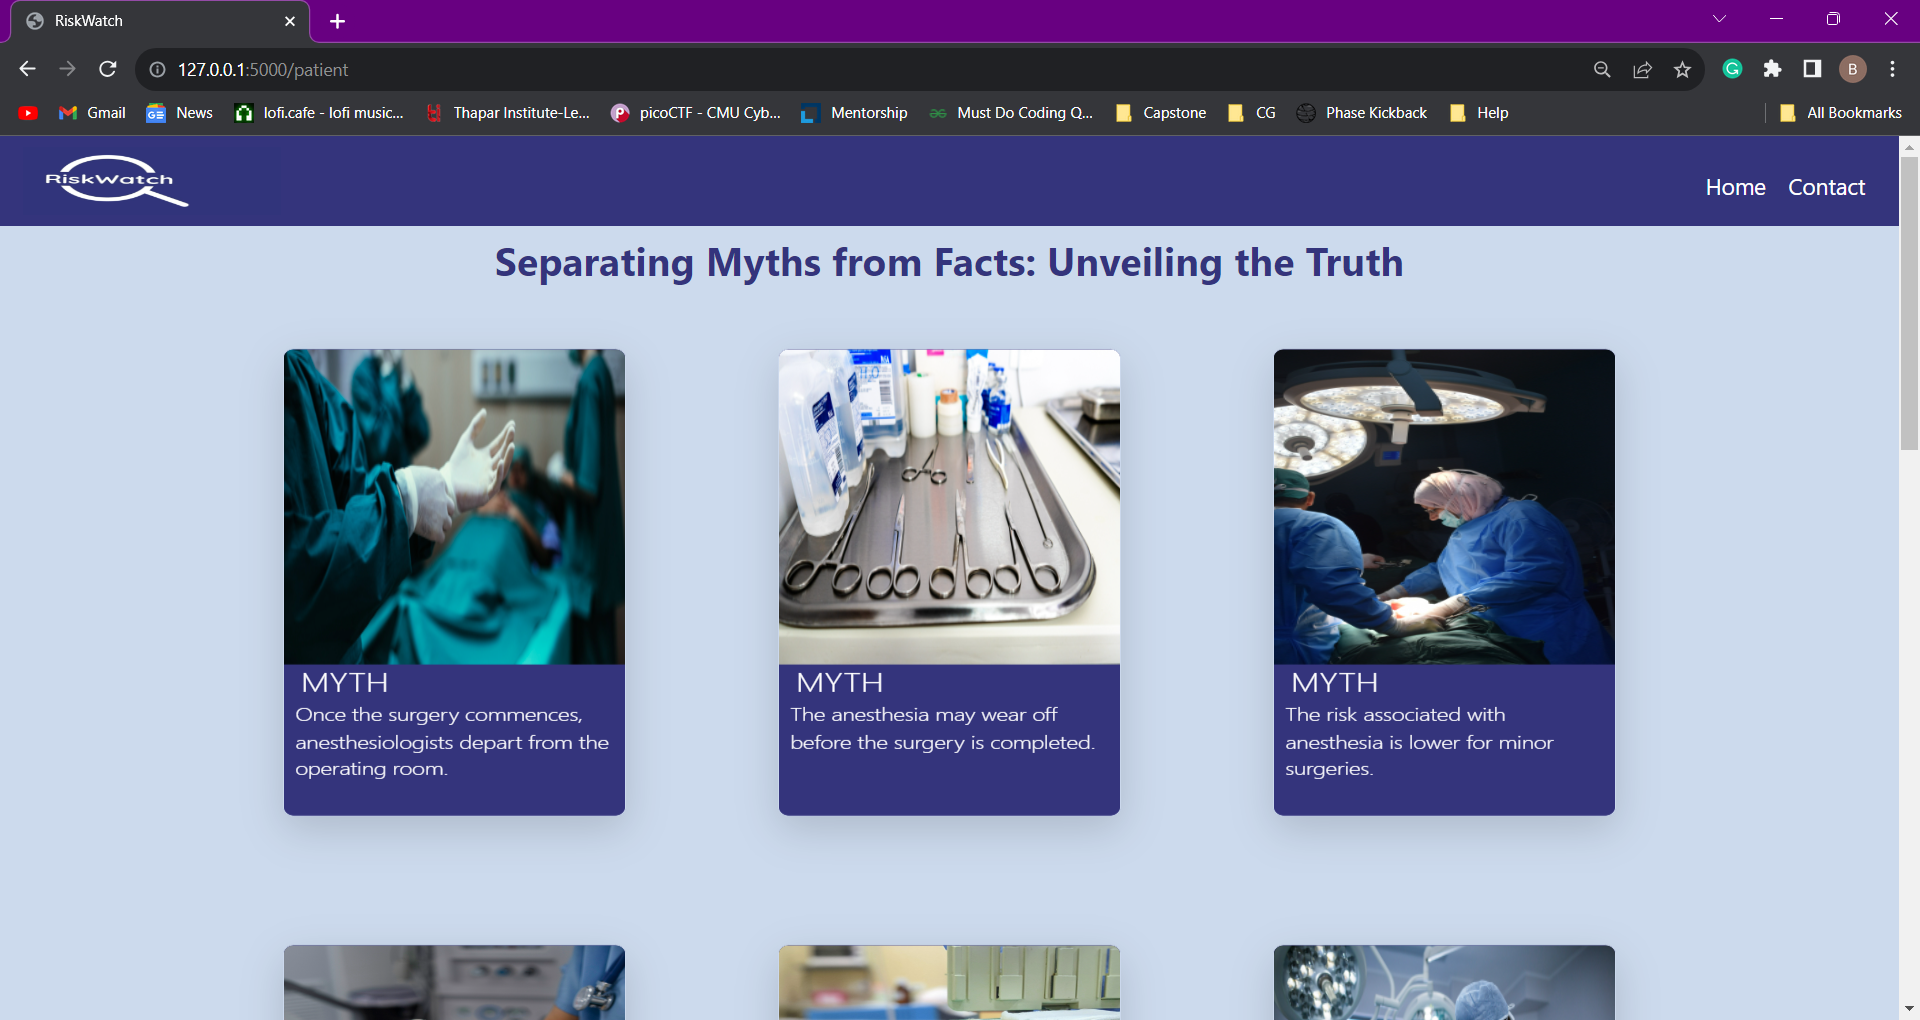 RiskWatch
127.0.0.1:5000/patient
Gmail
News
lofi.cafe - lofi music...
Thapar Institute-Le...
picoCTF - CMU Cyb...
Mentorship
Must Do Coding Q...
Capstone
CG
Phase Kickback
Help
All Bookmarks
B
RiskWatch
Home
Contact
Separating Myths from Facts: Unveiling the Truth
H₂O
MYTH
Once the surgery commences,
anesthesiologists depart from the
operating room.
MYTH
The anesthesia may wear off
before the surgery is completed.
MYTH
The risk associated with
anesthesia is lower for minor
surgeries.